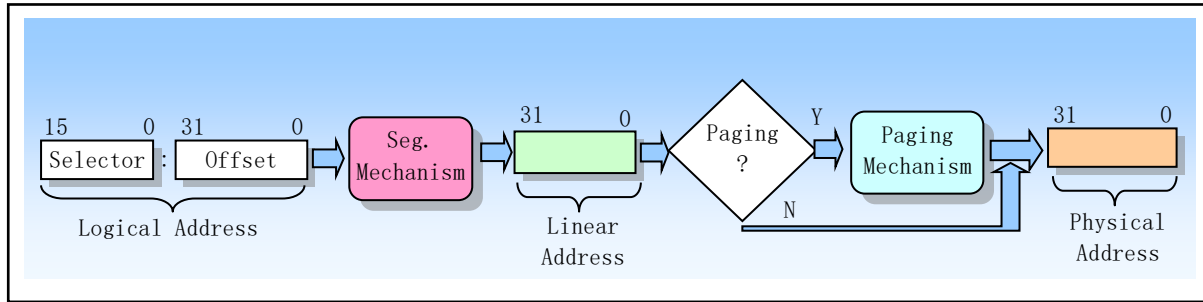 15 0 31 0
Selector : Offset
Logical Address
Seg.
Mechanism
31 0
Linear
Address
Paging
?
Y
N
Paging
Mechanism
31 0
Physical
Address